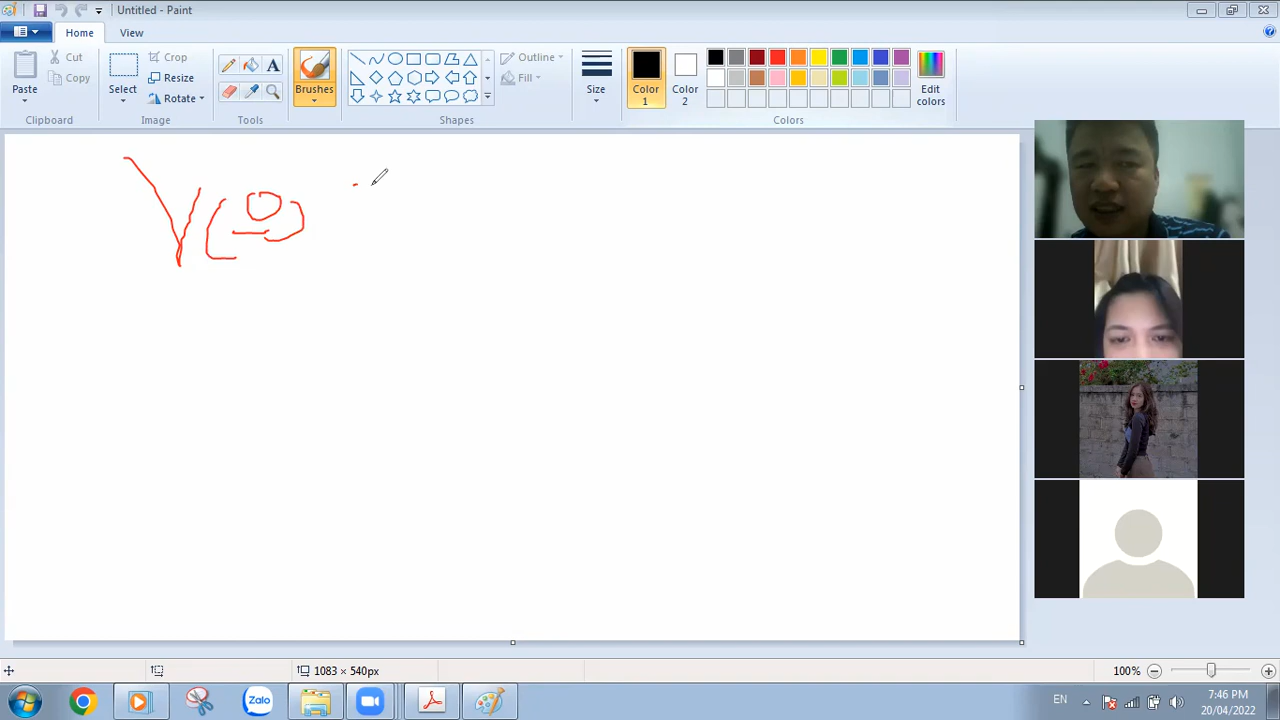 Untitled - Paint
Home View
Paste
Cut
Copy
Clipboard
Select
Crop
Resize
Rotate
Image
A
Tools
Brushes
Outline
Fill
Shapes
Size
Color 1
Color 2
Edit colors
Colors
1083 × 540px
100%
Zalo
EN
7:46 PM
20/04/2022